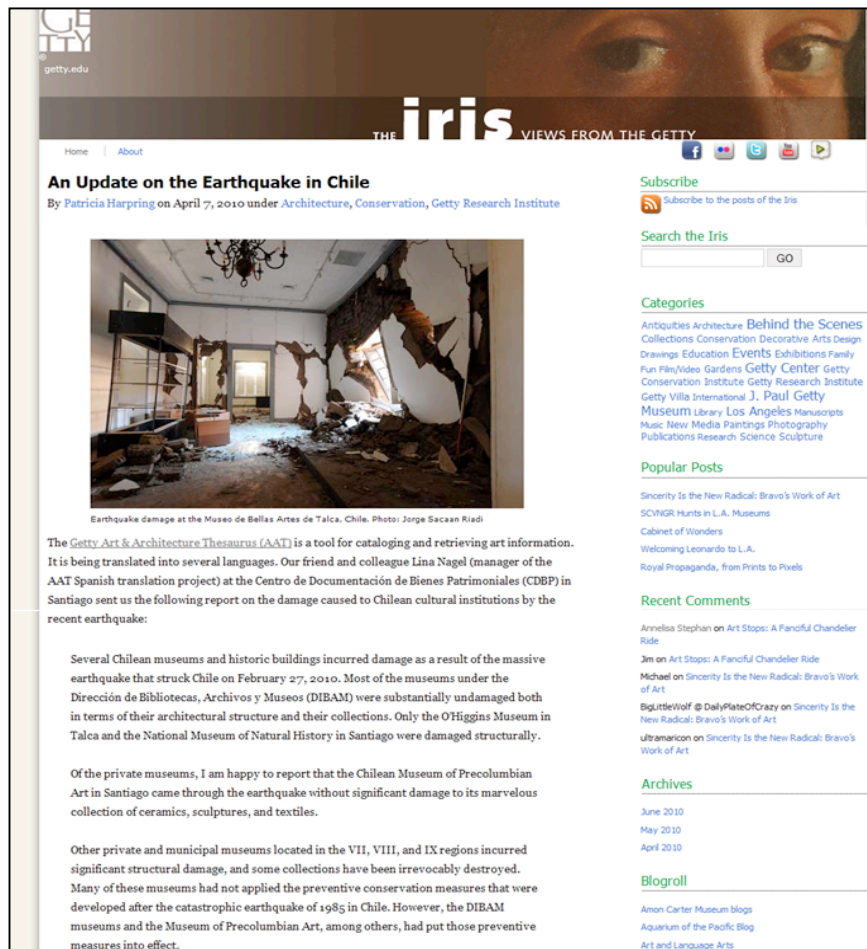 GE
TTY
®
getty.edu
THE iris VIEWS FROM THE GETTY
Home | About
An Update on the Earthquake in Chile
By Patricia Harpring on April 7, 2010 under Architecture, Conservation, Getty Research Institute
Earthquake damage at the Museo de Bellas Artes de Talca, Chile. Photo: Jorge Sacaan Riadi
The Getty Art & Architecture Thesaurus (AAT) is a tool for cataloging and retrieving art information.
It is being translated into several languages. Our friend and colleague Lina Nagel (manager of the
AAT Spanish translation project) at the Centro de Documentación de Bienes Patrimoniales (CDBP) in
Santiago sent us the following report on the damage caused to Chilean cultural institutions by the
recent earthquake:
Several Chilean museums and historic buildings incurred damage as a result of the massive
earthquake that struck Chile on February 27, 2010. Most of the museums under the
Dirección de Bibliotecas, Archivos y Museos (DIBAM) were substantially undamaged both
in terms of their architectural structure and their collections. Only the O'Higgins Museum in
Talca and the National Museum of Natural History in Santiago were damaged structurally.
Of the private museums, I am happy to report that the Chilean Museum of Precolumbian
Art in Santiago came through the earthquake without significant damage to its marvelous
collection of ceramics, sculptures, and textiles.
Other private and municipal museums located in the VII, VIII, and IX regions incurred
significant structural damage, and some collections have been irrevocably destroyed.
Many of these museums had not applied the preventive conservation measures that were
developed after the catastrophic earthquake of 1985 in Chile. However, the DIBAM
museums and the Museum of Precolumbian Art, among others, had put those preventive
measures into effect.
Subscribe
Subscribe to the posts of the Iris
Search the Iris
GO
Categories
Antiquities Architecture Behind the Scenes
Collections Conservation Decorative Arts Design
Drawings Education Events Exhibitions Family
Fun Film/Video Gardens Getty Center Getty
Conservation Institute Getty Research Institute
Getty Villa International J. Paul Getty
Museum Library Los Angeles Manuscripts
Music New Media Paintings Photography
Publications Research Science Sculpture
Popular Posts
Sincerity Is the New Radical: Bravo's Work of Art
SCVNGR Hunts in L.A. Museums
Cabinet of Wonders
Welcoming Leonardo to L.A.
Royal Propaganda, from Prints to Pixels
Recent Comments
Annelisa Stephan on Art Stops: A Fanciful Chandelier
Ride
Jim on Art Stops: A Fanciful Chandelier Ride
Michael on Sincerity Is the New Radical: Bravo's Work
of Art
BigLittleWolf @ DailyPlateOfCrazy on Sincerity Is the
New Radical: Bravo's Work of Art
ultramaricon on Sincerity Is the New Radical: Bravo's
Work of Art
Archives
June 2010
May 2010
April 2010
Blogroll
Amon Carter Museum blogs
Aquarium of the Pacific Blog
Art and Language Arts